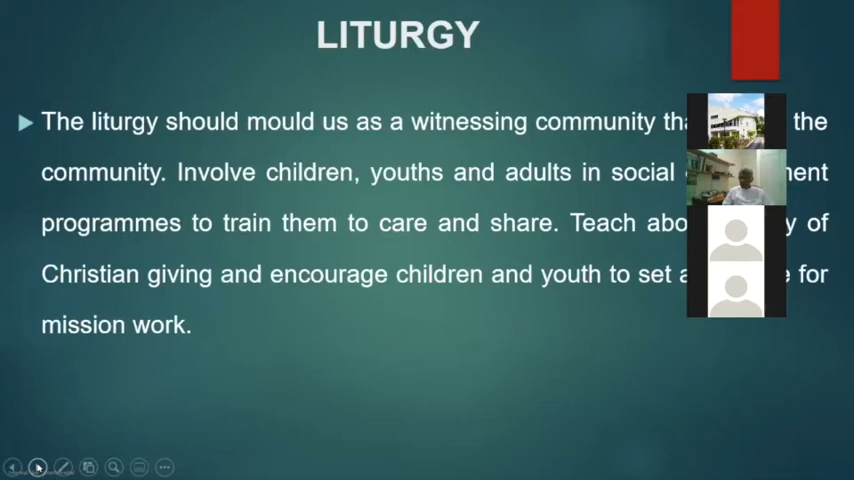 LITURGY
The liturgy should mould us as a witnessing community the
community. Involve children, youths and adults in social
programmes to train them to care and share. Teach of
Christian giving and encourage children and youth to set for
mission work.